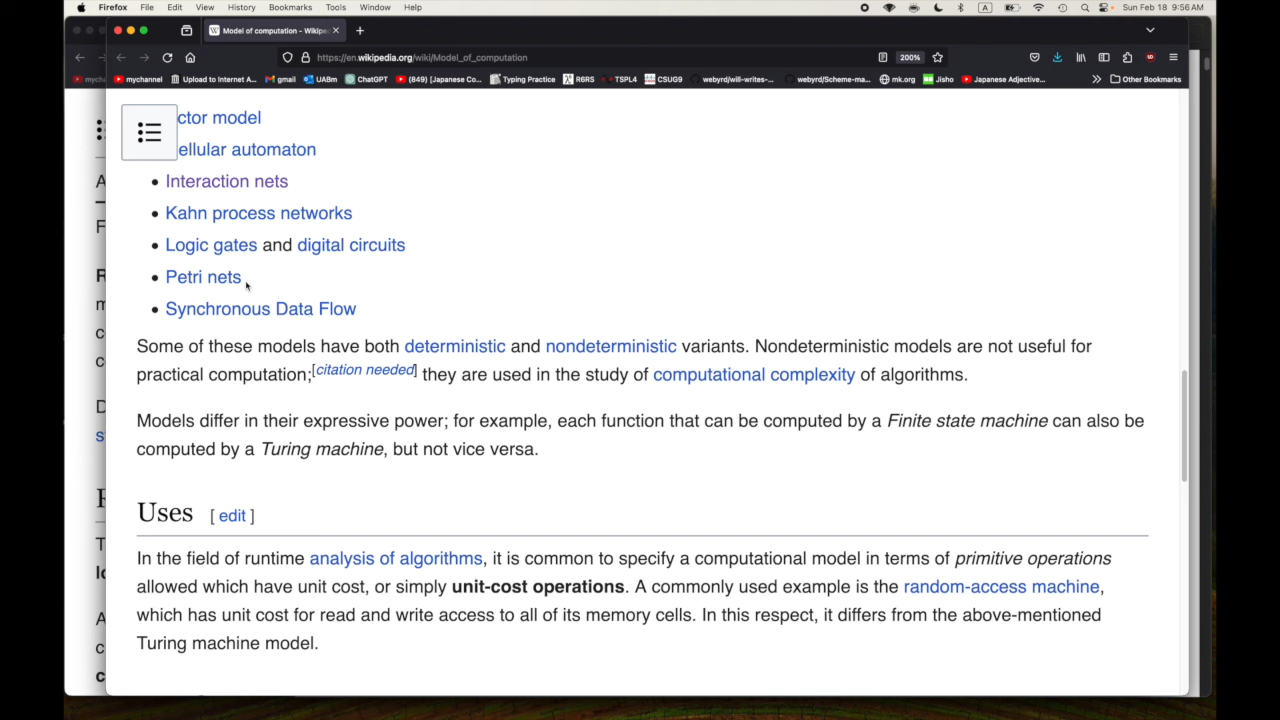 Firefox File Edit View History Bookmarks Tools Window Help A Sun Feb 18 9:56 AM
Model of computation - Wikipe
https://en.wikipedia.org/wiki/Model_of_computation 200%
mychannel Upload to Internet A... gmail UABm ChatGPT (849) [Japanese Co... Typing Practice R6RS TSPL4 CSUG9 webyrd/will-writes-... webyrd/Scheme-ma... mk.org Jisho Japanese Adjective... Other Bookmarks
ctor model
ellular automaton
• Interaction nets
• Kahn process networks
• Logic gates and digital circuits
• Petri nets
• Synchronous Data Flow
Some of these models have both deterministic and nondeterministic variants. Nondeterministic models are not useful for
practical computation;[citation needed] they are used in the study of computational complexity of algorithms.
Models differ in their expressive power; for example, each function that can be computed by a Finite state machine can also be
computed by a Turing machine, but not vice versa.
Uses [ edit ]
In the field of runtime analysis of algorithms, it is common to specify a computational model in terms of primitive operations
allowed which have unit cost, or simply unit-cost operations. A commonly used example is the random-access machine,
which has unit cost for read and write access to all of its memory cells. In this respect, it differs from the above-mentioned
Turing machine model.